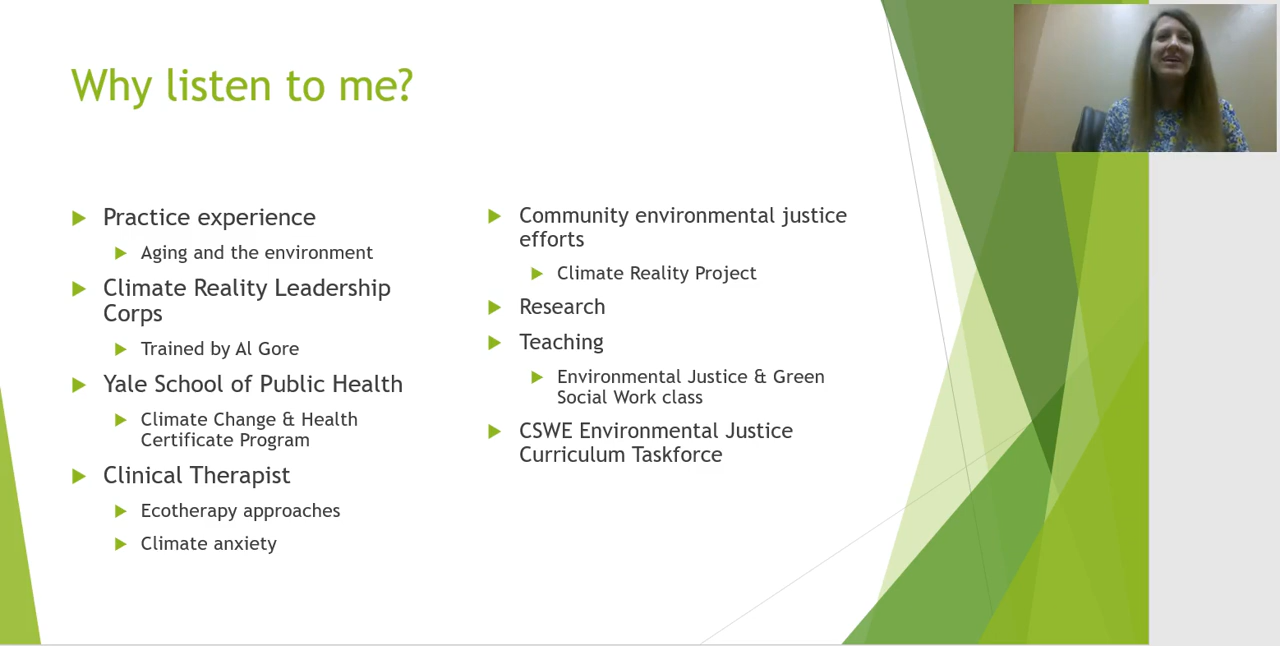 Why listen to me?
Practice experience
Aging and the environment
Climate Reality Leadership
Corps
Trained by Al Gore
Yale School of Public Health
Climate Change & Health
Certificate Program
Clinical Therapist
Ecotherapy approaches
Climate anxiety
Community environmental justice
efforts
Climate Reality Project
Research
Teaching
Environmental Justice & Green
Social Work class
CSWE Environmental Justice
Curriculum Taskforce